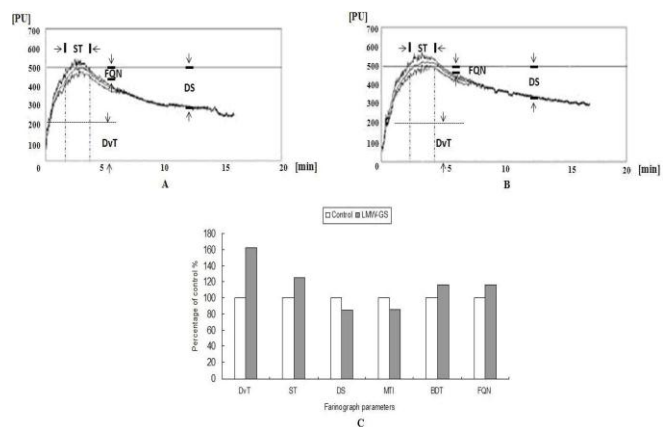 [PU]
700
600
500
400
300
200
100
0
0
5
10
15
20
[min]
ST
FQN
DS
DvT
A
[PU]
700
600
500
400
300
200
100
0
0
5
10
15
20
[min]
ST
FQN
DS
DvT
B
Control LMW-GS
Percentage of control %
180
160
140
120
100
80
60
40
20
0
DvT ST DS MTI BDT FQN
Farinograph parameters
C